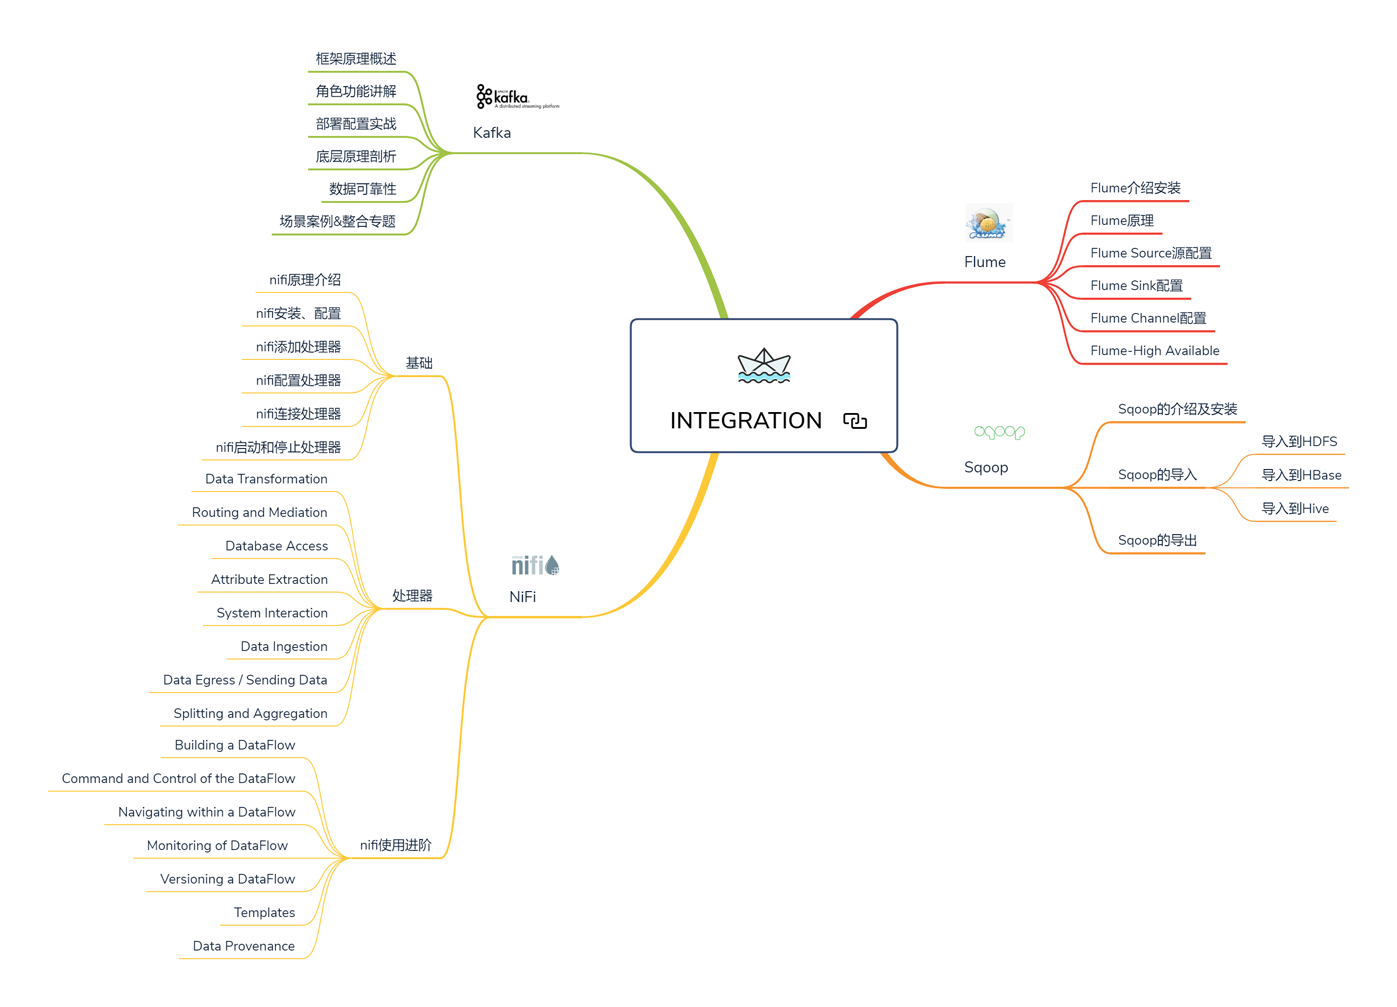 kafka
A distributed streaming platform
Kafka
框架原理概述
角色功能讲解
部署配置实战
底层原理剖析
数据可靠性
场景案例&整合专题
Flume
Flume介绍安装
Flume原理
Flume Source源配置
Flume Sink配置
Flume Channel配置
Flume-High Available
INTEGRATION
sqoop
Sqoop
Sqoop的介绍及安装
Sqoop的导入
导入到HDFS
导入到HBase
导入到Hive
Sqoop的导出
nifi
NiFi
基础
nifi原理介绍
nifi安装、配置
nifi添加处理器
nifi配置处理器
nifi连接处理器
nifi启动和停止处理器
处理器
Data Transformation
Routing and Mediation
Database Access
Attribute Extraction
System Interaction
Data Ingestion
Data Egress / Sending Data
Splitting and Aggregation
nifi使用进阶
Building a DataFlow
Command and Control of the DataFlow
Navigating within a DataFlow
Monitoring of DataFlow
Versioning a DataFlow
Templates
Data Provenance